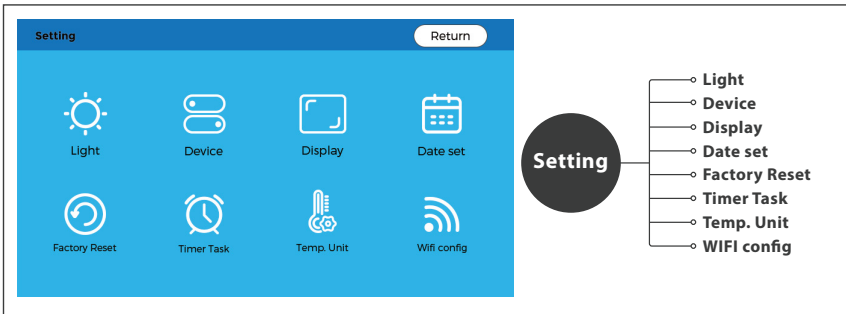 Setting Return
Light Device Display Date set
Factory Reset Timer Task Temp. Unit Wifi config
Setting
Light
Device
Display
Date set
Factory Reset
Timer Task
Temp. Unit
WIFI config